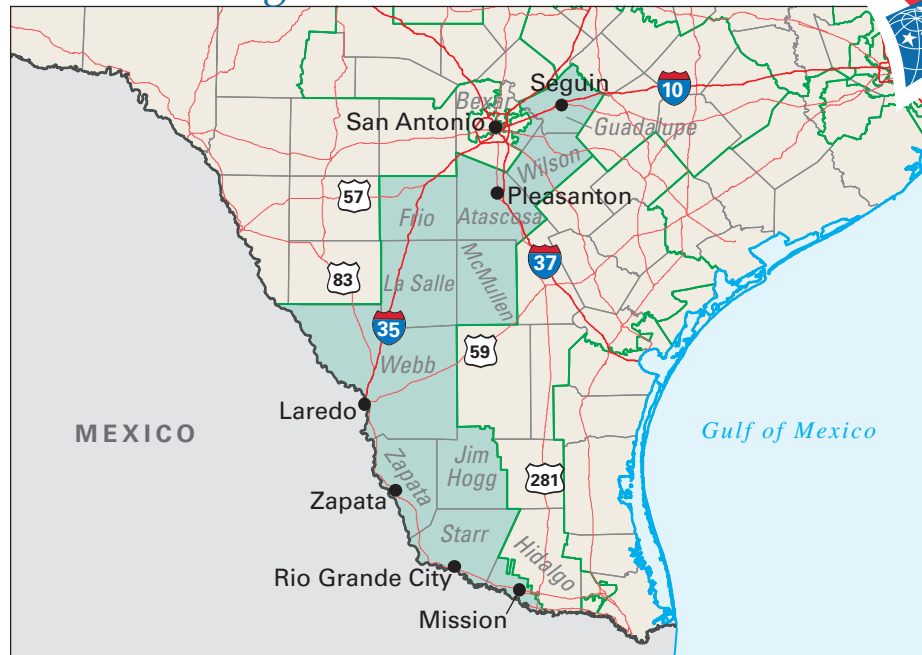 Seguin
10
Bexar
San Antonio
Guadalupe
Wilson
57
Pleasanton
Frio
Atascosa
37
83
La Salle
McMullen
35
59
Webb
Laredo
MEXICO
Gulf of Mexico
Jim
Hogg
Zapata
281
Zapata
Starr
Hidalgo
Rio Grande City
Mission